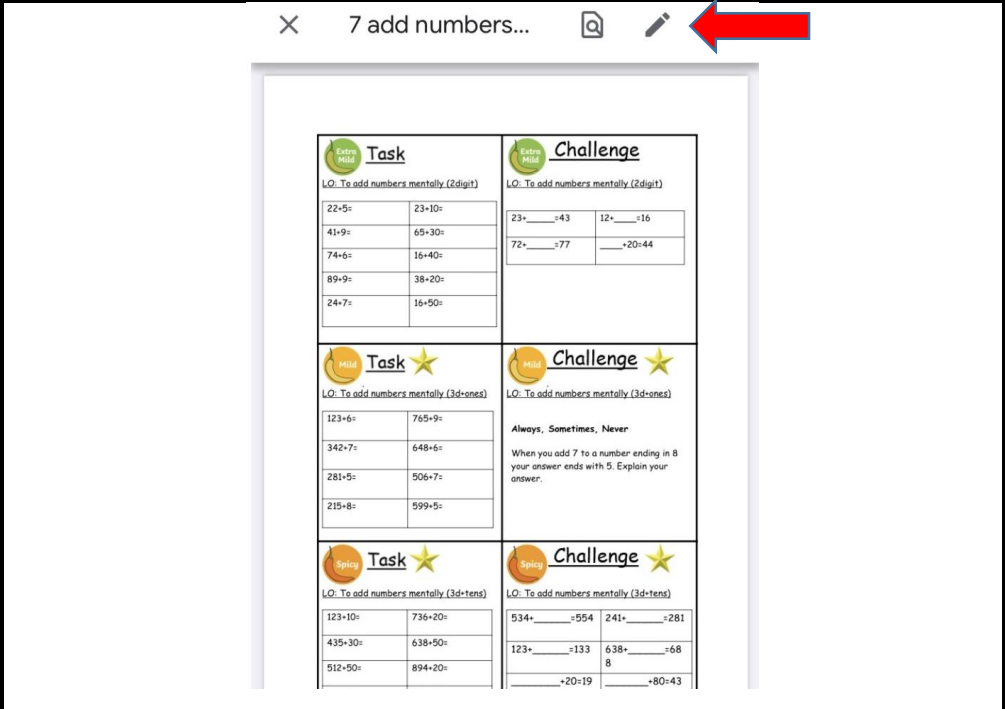 7 add numbers...
Extra
Mild
Task
LO: To add numbers mentally (2digit)
22+5=
23+10=
41+9=
65+30=
74+6=
16+40=
89+9=
38+20=
24+7=
16+50=
Extra
Mild
Challenge
LO: To add numbers mentally (2digit)
23+_____=43
12+____=16
72+_____=77
____+20=44
Mild
Task
LO: To add numbers mentally (3d+ones)
123+6=
765+9=
342+7=
648+6=
281+5=
506+7=
215+8=
599+5=
Mild
Challenge
LO: To add numbers mentally (3d+ones)
Always, Sometimes, Never
When you add 7 to a number ending in 8
your answer ends with 5. Explain your
answer.
Spicy
Task
LO: To add numbers mentally (3d+tens)
123+10=
736+20=
435+30=
638+50=
512+50=
894+20=
Spicy
Challenge
LO: To add numbers mentally (3d+tens)
534+______=554
241+______=281
123+______=133
638+______=68
8
________+20=19
_______+80=43